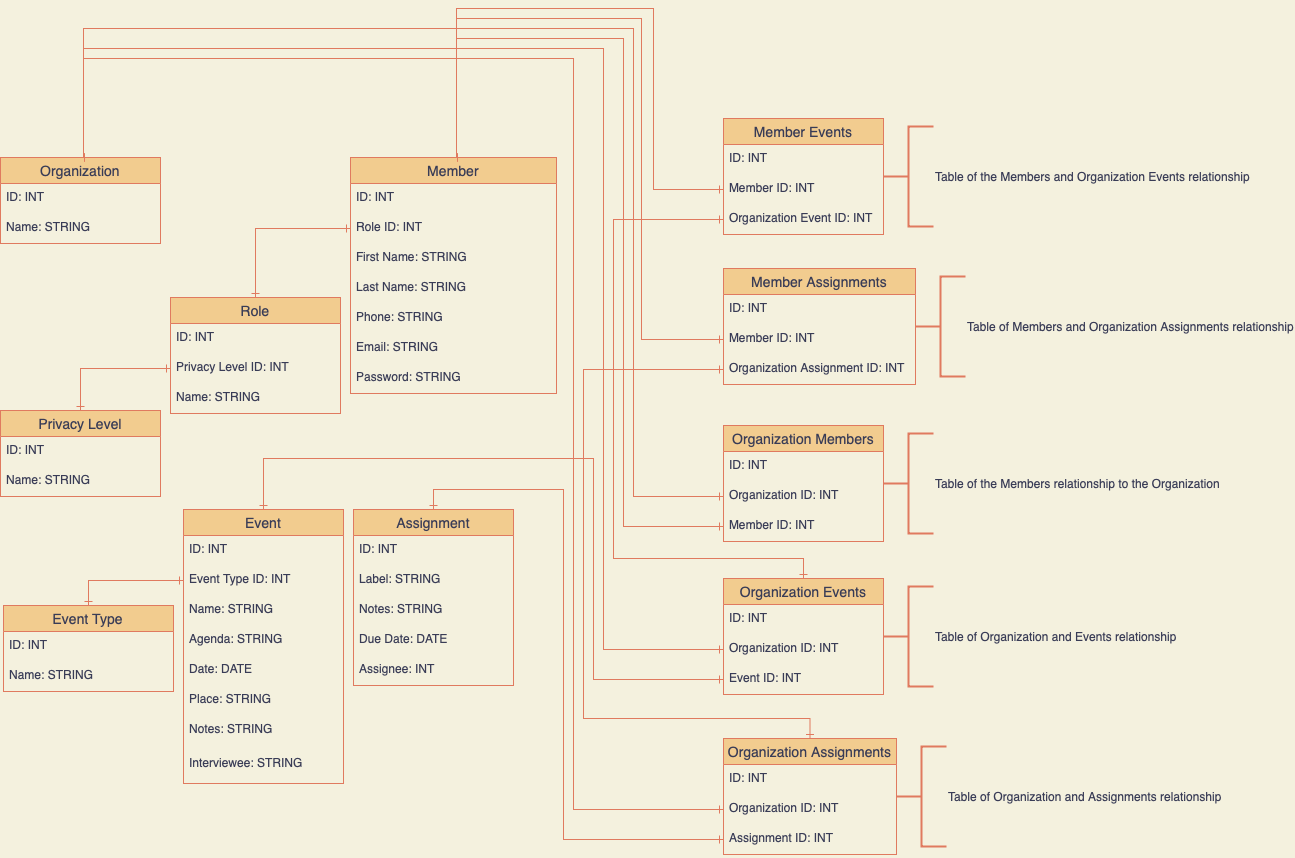 Organization
ID: INT
Name: STRING
Member
ID: INT
Role ID: INT
First Name: STRING
Last Name: STRING
Phone: STRING
Email: STRING
Password: STRING
Role
ID: INT
Privacy Level ID: INT
Name: STRING
Privacy Level
ID: INT
Name: STRING
Event
ID: INT
Event Type ID: INT
Name: STRING
Agenda: STRING
Date: DATE
Place: STRING
Notes: STRING
Interviewee: STRING
Assignment
ID: INT
Label: STRING
Notes: STRING
Due Date: DATE
Assignee: INT
Event Type
ID: INT
Name: STRING
Member Events
ID: INT
Member ID: INT
Organization Event ID: INT
Table of the Members and Organization Events relationship
Member Assignments
ID: INT
Member ID: INT
Organization Assignment ID: INT
Table of Members and Organization Assignments relationship
Organization Members
ID: INT
Organization ID: INT
Member ID: INT
Table of the Members relationship to the Organization
Organization Events
ID: INT
Organization ID: INT
Event ID: INT
Table of Organization and Events relationship
Organization Assignments
ID: INT
Organization ID: INT
Assignment ID: INT
Table of Organization and Assignments relationship